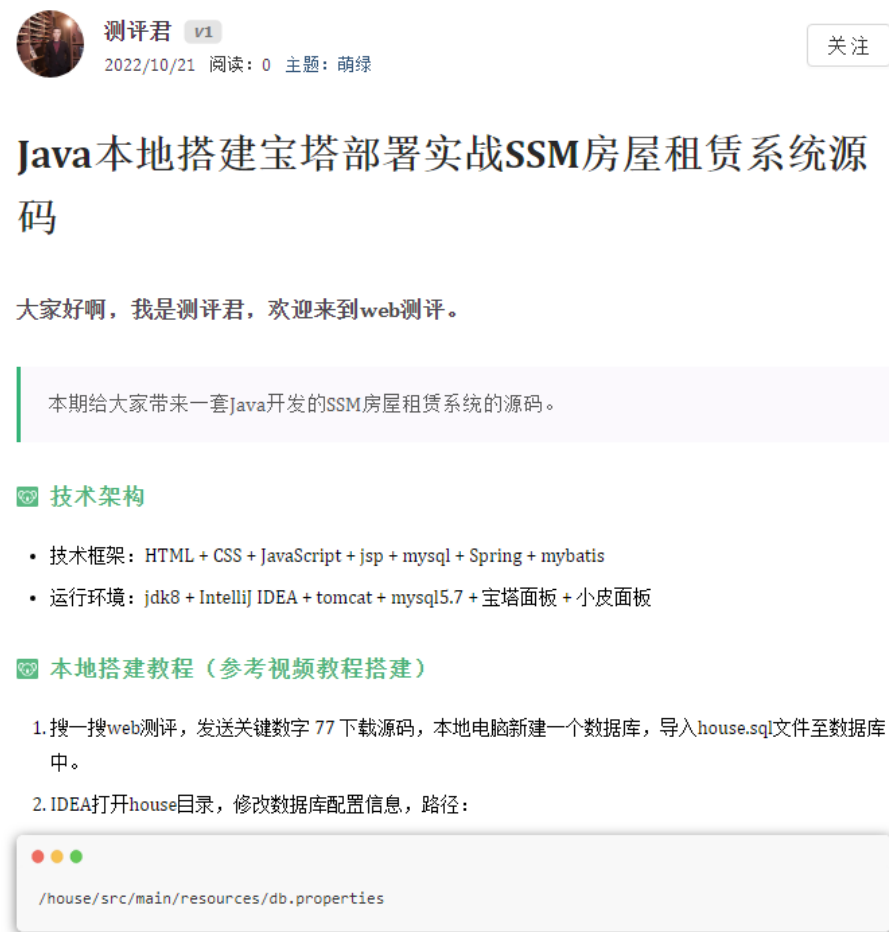 测评君 v1
2022/10/21 阅读：0 主题：萌绿
关注
Java本地搭建宝塔部署实战SSM房屋租赁系统源
码
大家好啊，我是测评君，欢迎来到web测评。
本期给大家带来一套Java开发的SSM房屋租赁系统的源码。
技术架构
• 技术框架：HTML + CSS + JavaScript + jsp + mysql + Spring + mybatis
• 运行环境：jdk8 + IntelliJ IDEA + tomcat + mysql5.7 + 宝塔面板 + 小皮面板
本地搭建教程（参考视频教程搭建）
1. 搜一搜web测评，发送关键数字 77 下载源码，本地电脑新建一个数据库，导入house.sql文件至数据库
中。
2. IDEA打开house目录，修改数据库配置信息，路径：
/house/src/main/resources/db.properties